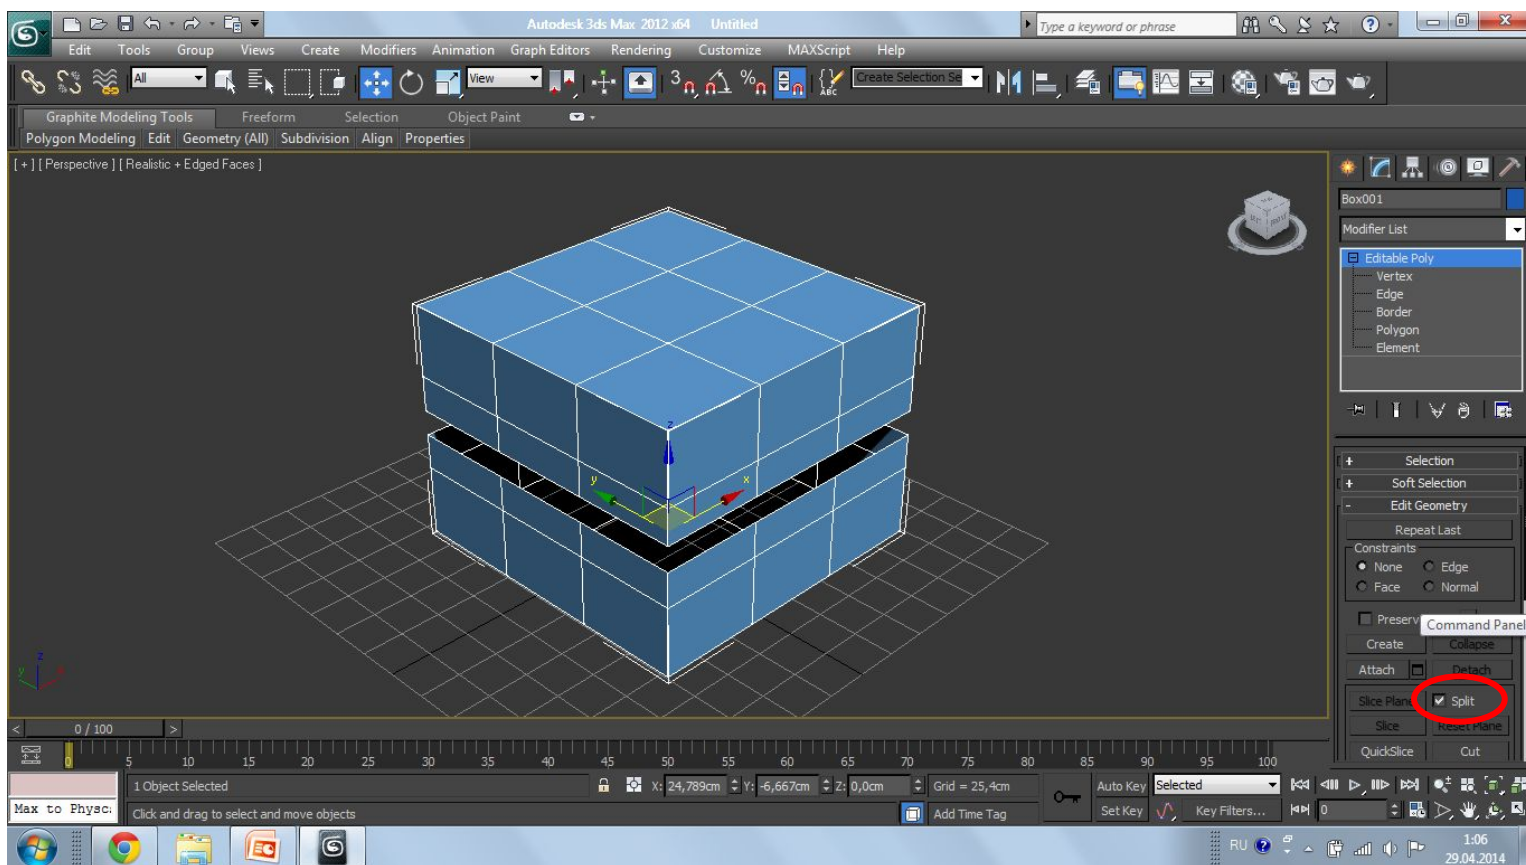 Autodesk 3ds Max 2012 x64 Untitled
Type a keyword or phrase
Edit Tools Group Views Create Modifiers Animation Graph Editors Rendering Customize MAXScript Help
All View 3 % ABC Create Selection Se
Graphite Modeling Tools Freeform Selection Object Paint
Polygon Modeling Edit Geometry (All) Subdivision Align Properties
[ + ] [ Perspective ] [ Realistic + Edged Faces ]
Box001
Modifier List
Editable Poly
Vertex
Edge
Border
Polygon
Element
z
y x
+ Selection
+ Soft Selection
- Edit Geometry
Repeat Last
Constraints
None Edge
Face Normal
Preserv
Command Panel
Create Collapse
Attach Detach
Slice Plane Split
Slice Reset Plane
QuickSlice Cut
z
y x
< 0 / 100 >
0 5 10 15 20 25 30 35 40 45 50 55 60 65 70 75 80 85 90 95 100
1 Object Selected X: 24,789cm Y: -6,667cm Z: 0,0cm Grid = 25,4cm Auto Key Selected
Max to Physc: Click and drag to select and move objects Add Time Tag Set Key Key Filters... 0
RU 1:06
29.04.2014